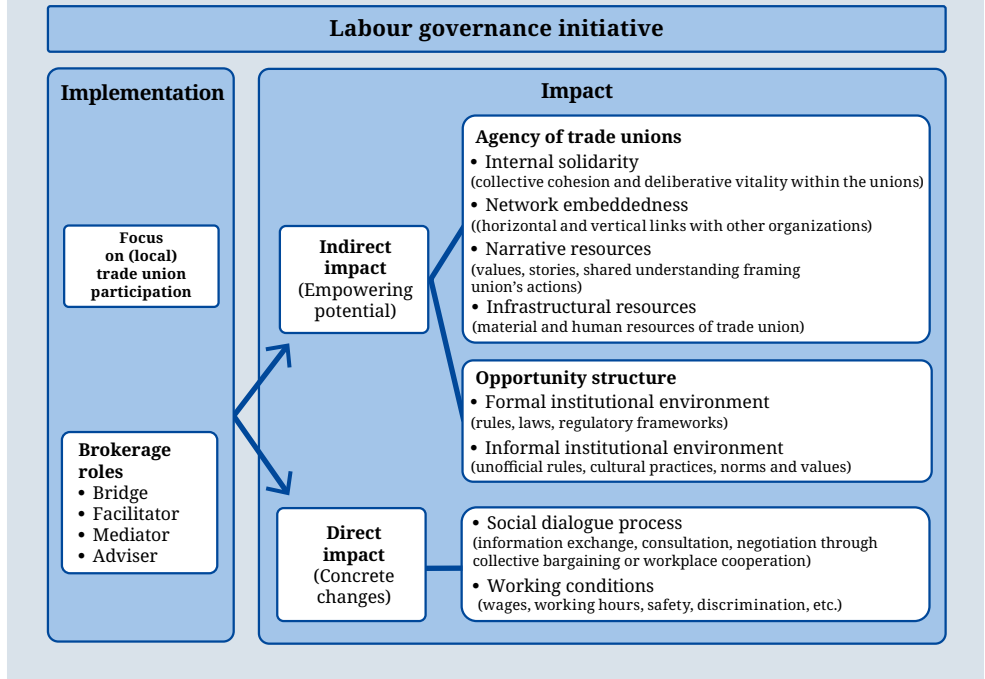 Labour governance initiative
Implementation
Focus
on (local)
trade union
participation
Brokerage
roles
• Bridge
• Facilitator
• Mediator
• Adviser
Impact
Indirect
impact
(Empowering
potential)
Agency of trade unions
• Internal solidarity
(collective cohesion and deliberative vitality within the unions)
• Network embeddedness
((horizontal and vertical links with other organizations)
• Narrative resources
(values, stories, shared understanding framing
union’s actions)
• Infrastructural resources
(material and human resources of trade union)
Opportunity structure
• Formal institutional environment
(rules, laws, regulatory frameworks)
• Informal institutional environment
(unofficial rules, cultural practices, norms and values)
Direct
impact
(Concrete
changes)
• Social dialogue process
(information exchange, consultation, negotiation through
collective bargaining or workplace cooperation)
• Working conditions
(wages, working hours, safety, discrimination, etc.)